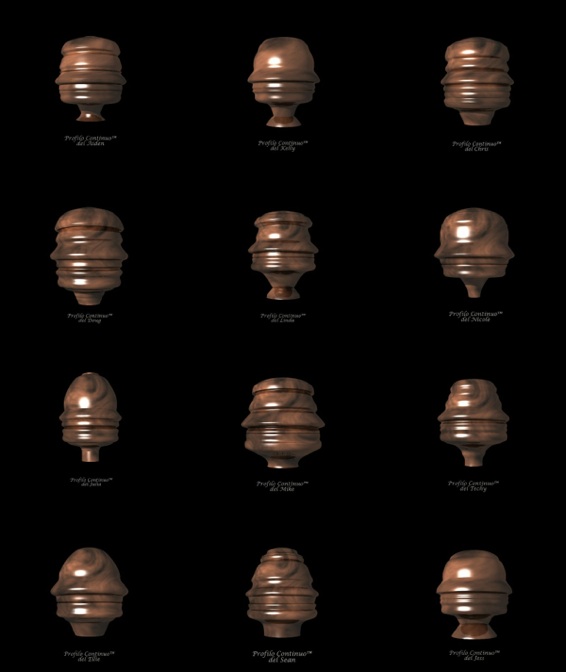 Profilo Continuo™
del Aiden
Profilo Continuo™
del Kelly
Profilo Continuo™
del Chris
Profilo Continuo™
del Doug
Profilo Continuo™
del Linda
Profilo Continuo™
del Nicole
Profilo Continuo™
del
Profilo Continuo™
del Mike
Profilo Continuo™
del
Profilo Continuo™
del
Profilo Continuo™
del Sean
Profilo Continuo™
del Jess